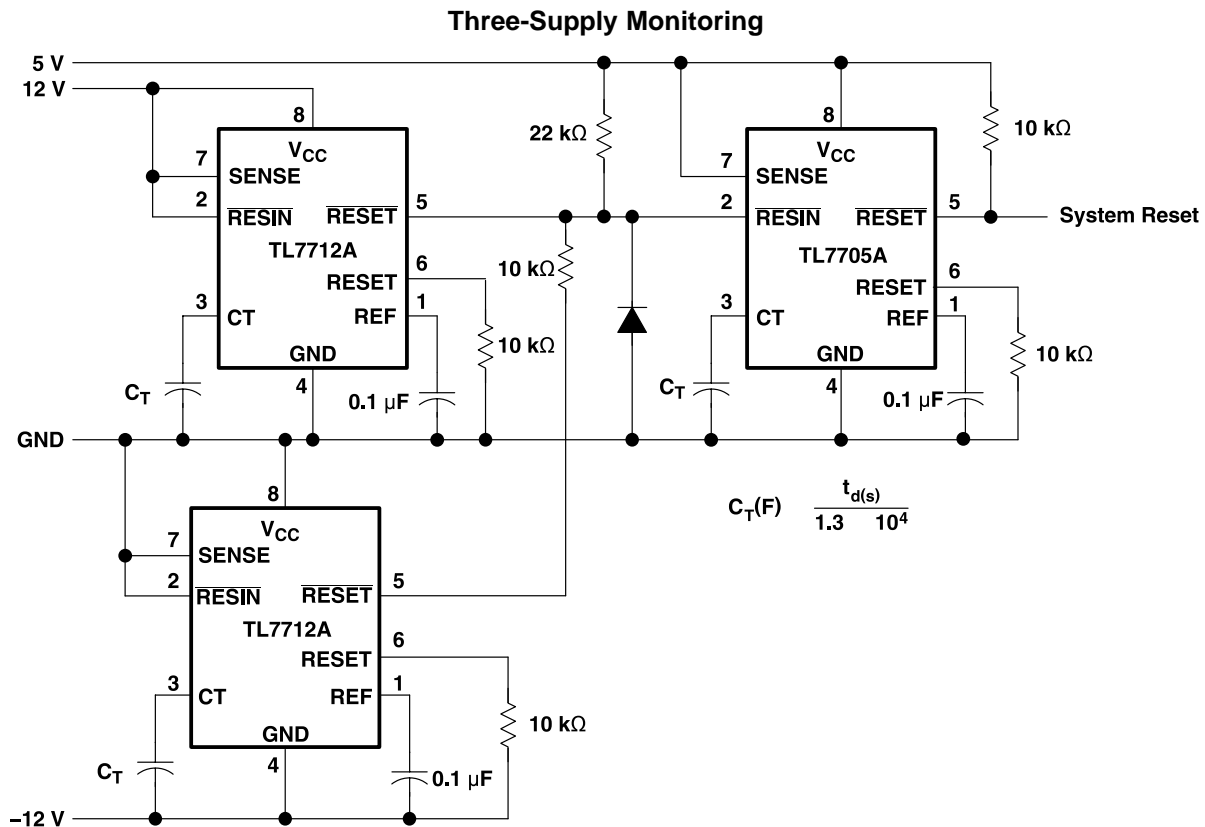 Three-Supply Monitoring
5 V
12 V
8
VCC
7
SENSE
2
RESIN
RESET
5
TL7712A
RESET
6
3
CT
REF
1
GND
4
CT
0.1 µF
10 kΩ
22 kΩ
10 kΩ
8
VCC
7
SENSE
2
RESIN
RESET
5
TL7705A
RESET
6
3
CT
REF
1
GND
4
CT
0.1 µF
10 kΩ
10 kΩ
System Reset
GND
8
VCC
7
SENSE
2
RESIN
RESET
5
TL7712A
RESET
6
3
CT
REF
1
GND
4
CT
0.1 µF
10 kΩ
–12 V
CT(F) td(s)
1.3 10⁴